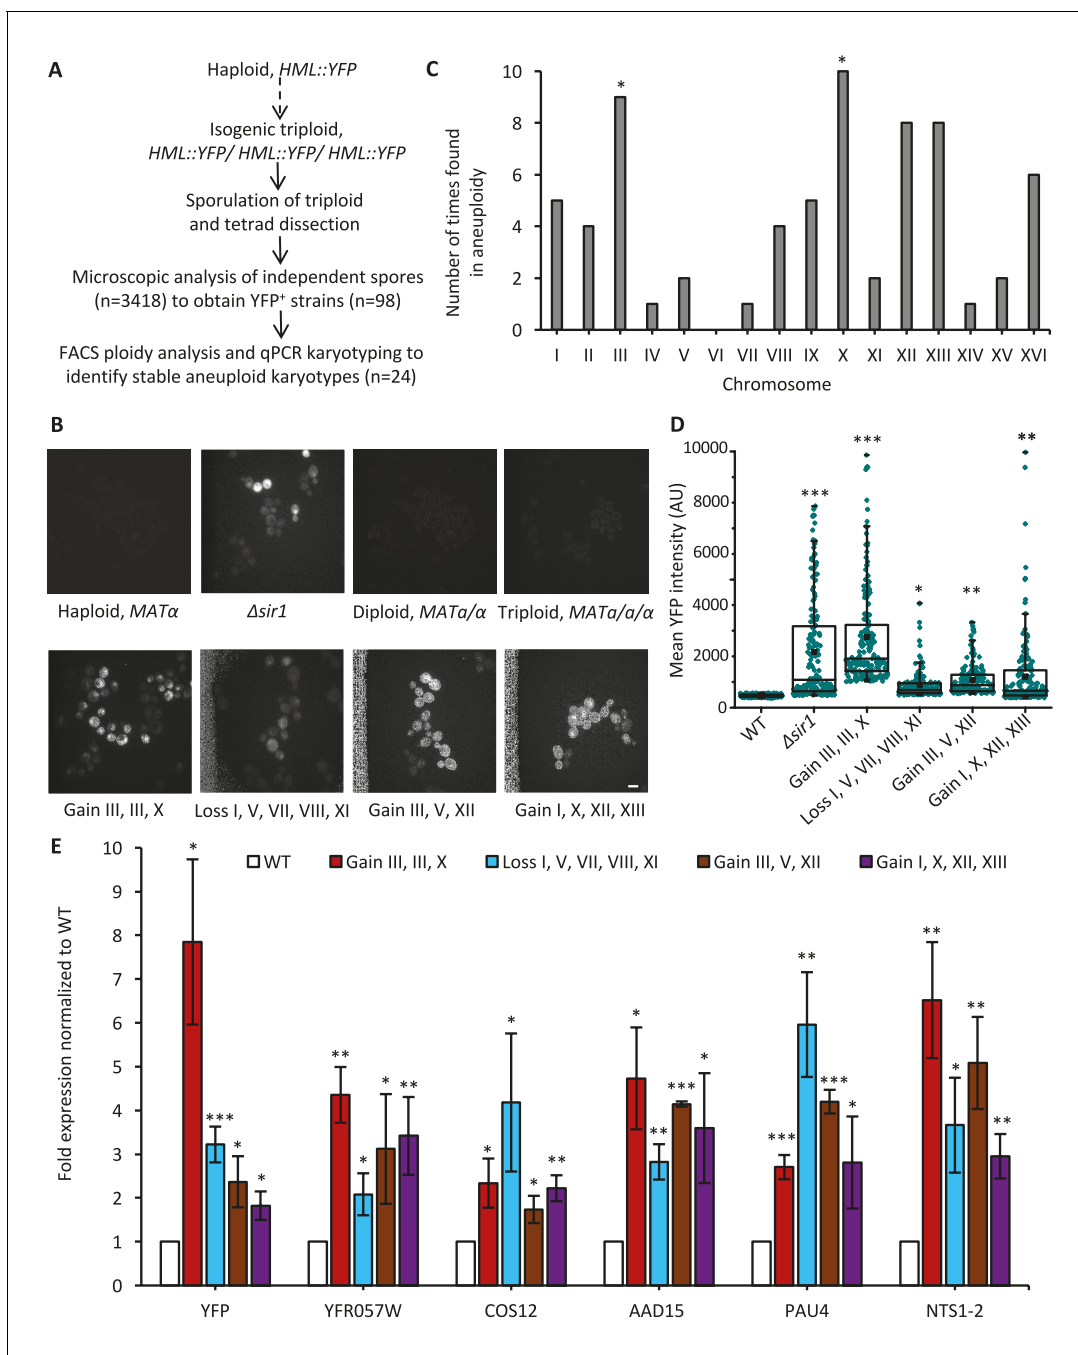 A
Haploid, HML::YFP
Isogenic triploid,
HML::YFP/ HML::YFP/ HML::YFP
Sporulation of triploid
and tetrad dissection
Microscopic analysis of independent spores
(n=3418) to obtain YFP+ strains (n=98)
FACS ploidy analysis and qPCR karyotyping to
identify stable aneuploid karyotypes (n=24)
C
Number of times found
in aneuploidy
10
8
6
4
2
0
* *
I II III IV V VI VII VIII IX X XI XII XIII XIV XV XVI
Chromosome
B
Haploid, MATα
Δsir1
Diploid, MATa/α
Triploid, MATa/α/α
Gain III, III, X
Loss I, V, VII, VIII, XI
Gain III, V, XII
Gain I, X, XII, XIII
D
Mean YFP intensity (AU)
10000
8000
6000
4000
2000
0
*** *** * ** **
WT
Δsir1
Gain III, III, X
Loss I, V, VII, VIII, XI
Gain III, V, XII
Gain I, X, XII, XIII
E
WT
Gain III, III, X
Loss I, V, VII, VIII, XI
Gain III, V, XII
Gain I, X, XII, XIII
Fold expression normalized to WT
10
9
8
7
6
5
4
3
2
1
0
* *** * *
** * * **
* * * **
* ** *** *
*** ** *** *
** * ** **
YFP
YFR057W
COS12
AAD15
PAU4
NTS1-2